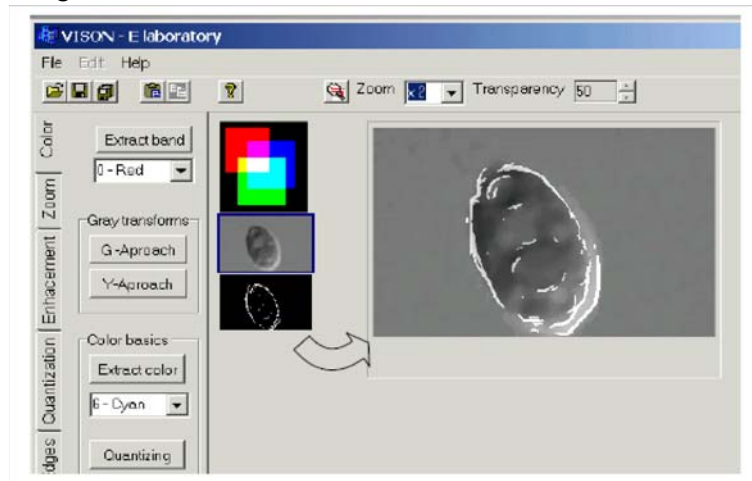 VISON - E laboratory
File Edit Help
Zoom x2 Transparency 50
Color
Zoom
Enhacement
Quantization
dges
Extract band
0 - Red
Gray transforms
G -Aproach
Y-Aproach
Color basics
Extract color
6 - Cyan
Quantizing